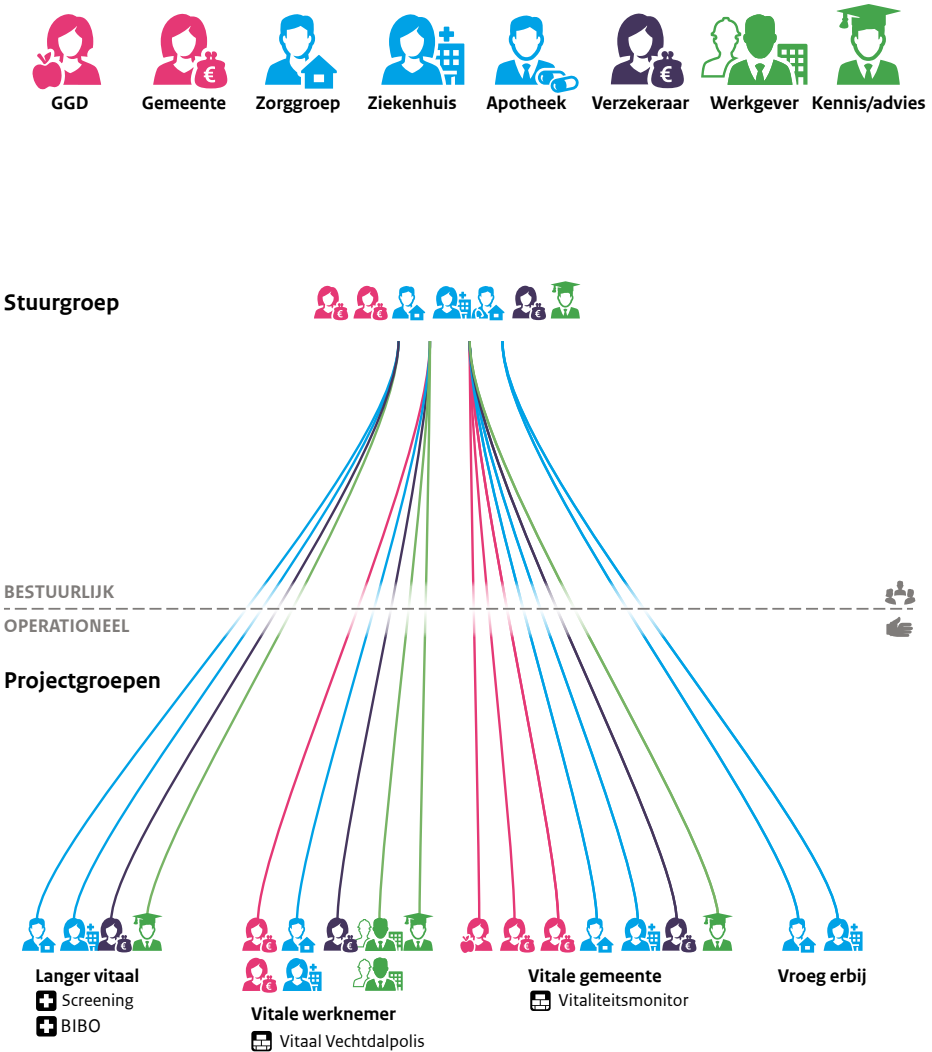 GGD Gemeente Zorggroep Ziekenhuis Apotheek Verzekeraar Werkgever Kennis/advies
Stuurgroep
BESTUURLIJK
OPERATIONEEL
Projectgroepen
Langer vitaal
Screening
BIBO
Vitale werknemer
Vitaal Vechtdalpolis
Vitale gemeente
Vitaliteitsmonitor
Vroeg erbij